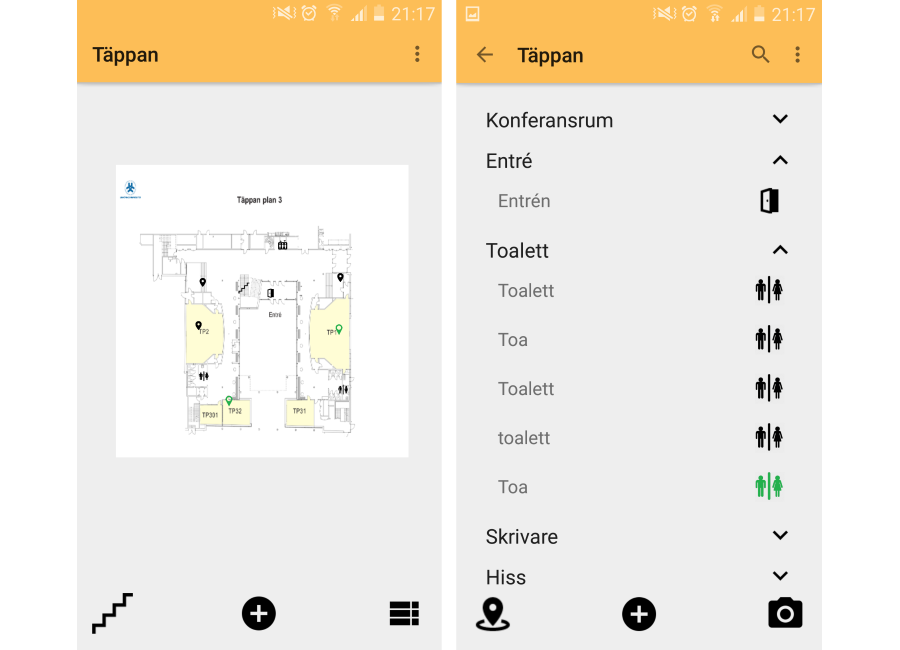 21:17
Täppan
Täppan plan 3
Entré
TP2
TP1
TP391
TP32
TP31
21:17
Täppan
Konferansrum
Entré
Entrén
Toalett
Toalett
Toa
Toalett
toalett
Toa
Skrivare
Hiss